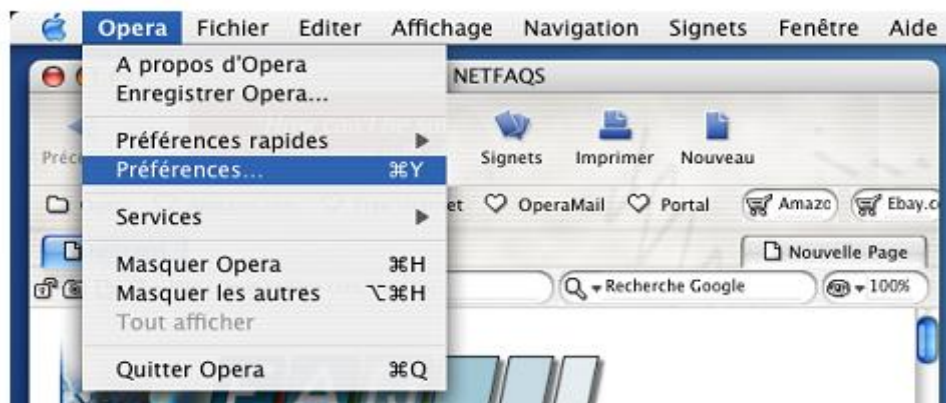 Opera Fichier Editer Affichage Navigation Signets Fenêtre Aide
NETFAQS
A propos d'Opera
Enregistrer Opera...
Préférences rapides
Préférences... ⌘Y
Services
Masquer Opera ⌘H
Masquer les autres ⌥⌘H
Tout afficher
Quitter Opera ⌘Q
Signets Imprimer Nouveau
OperaMail Portal Amazo Ebay.c
Nouvelle Page
Recherche Google 100%